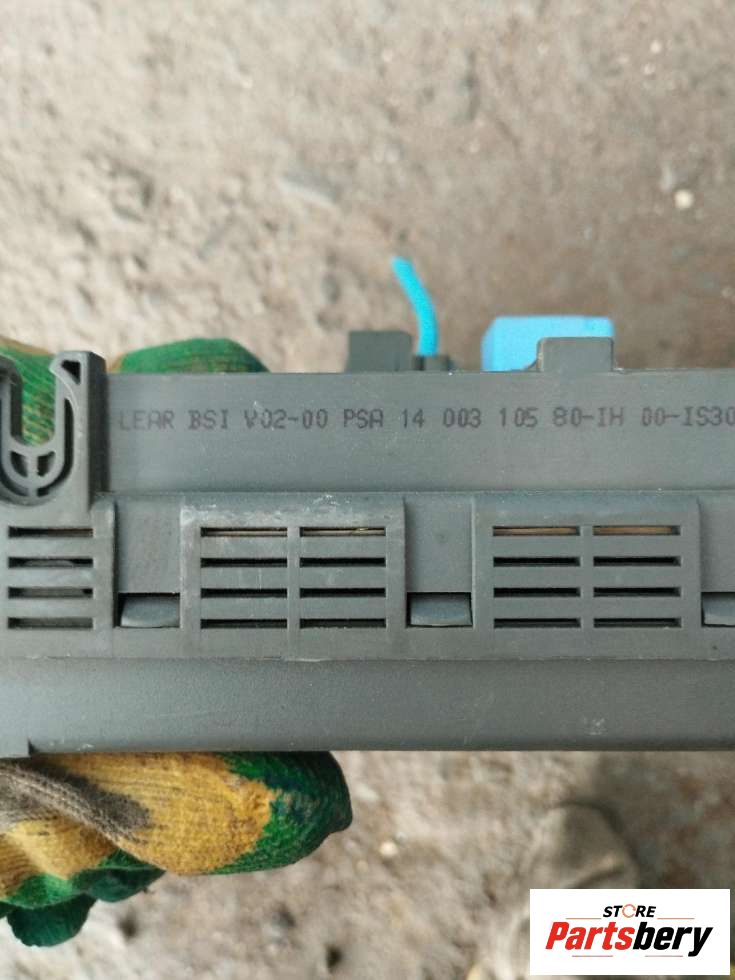 LEAR BSI V02-00 PSA 14 003 105 80-IH 00-IS30
STORE
Partsbery